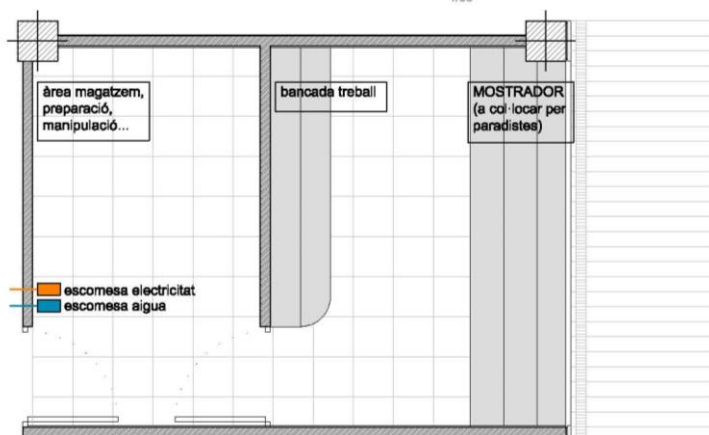 àrea magatzem,
preparació,
manipulació...
bancada treball
MOSTRADOR
(a col·locar per
paradistes)
escomesa electricitat
escomesa aigua